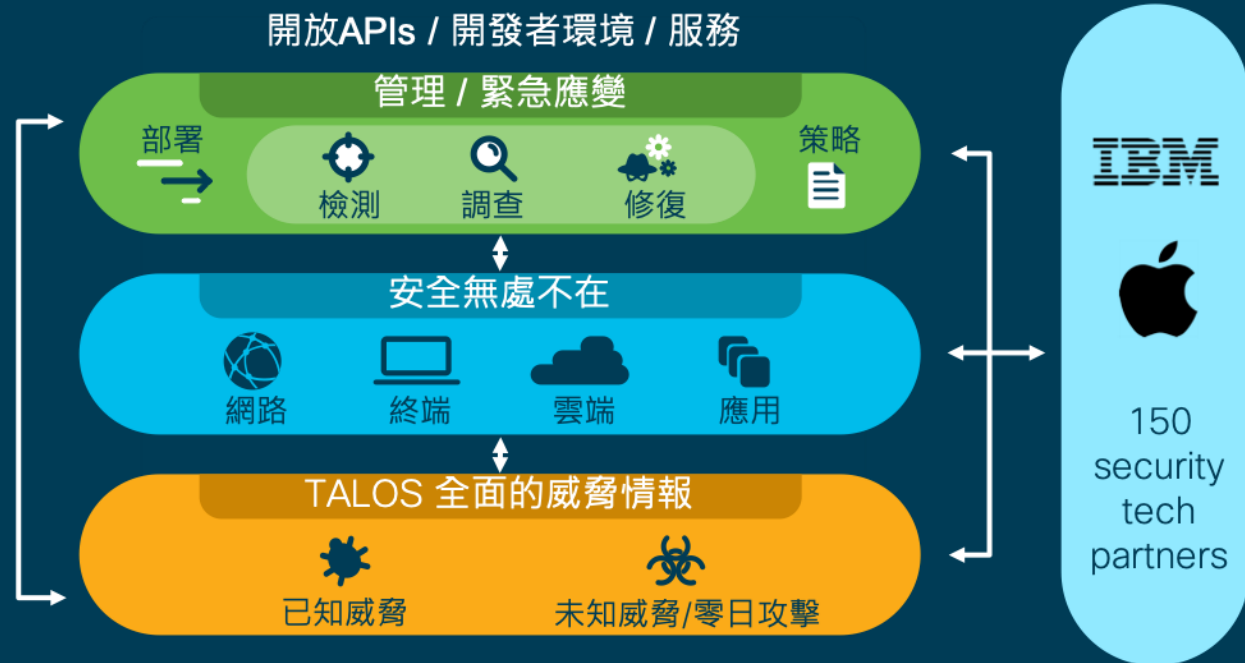 開放APIs / 開發者環境 / 服務
管理 / 緊急應變
部署
檢測
調查
修復
策略
安全無處不在
網路
終端
雲端
應用
TALOS 全面的威脅情報
已知威脅
未知威脅/零日攻擊
IBM
150
security
tech
partners